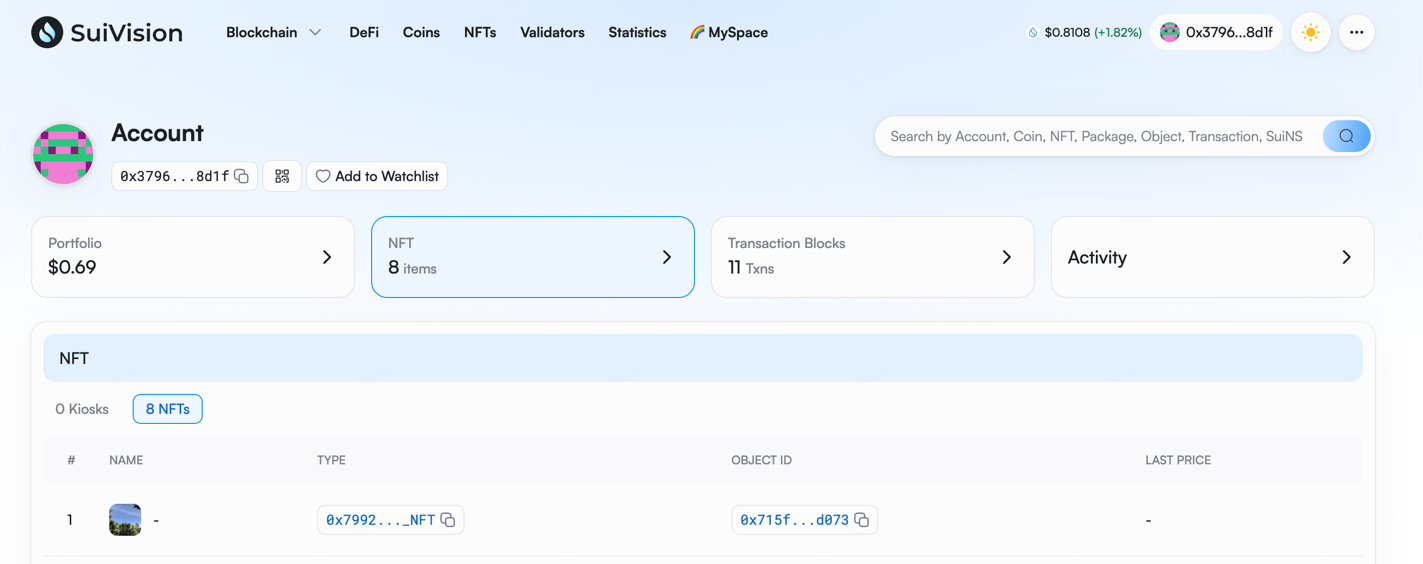 SuiVision Blockchain DeFi Coins NFTs Validators Statistics MySpace $0.8108 (+1.82%) 0x3796...8d1f
Account
Search by Account, Coin, NFT, Package, Object, Transaction, SuiNS
0x3796...8d1f Add to Watchlist
Portfolio
$0.69
NFT
8 items
Transaction Blocks
11 Txns
Activity
NFT
0 Kiosks 8 NFTs
# NAME TYPE OBJECT ID LAST PRICE
1 - 0x7992..._NFT 0x715f...d073 -